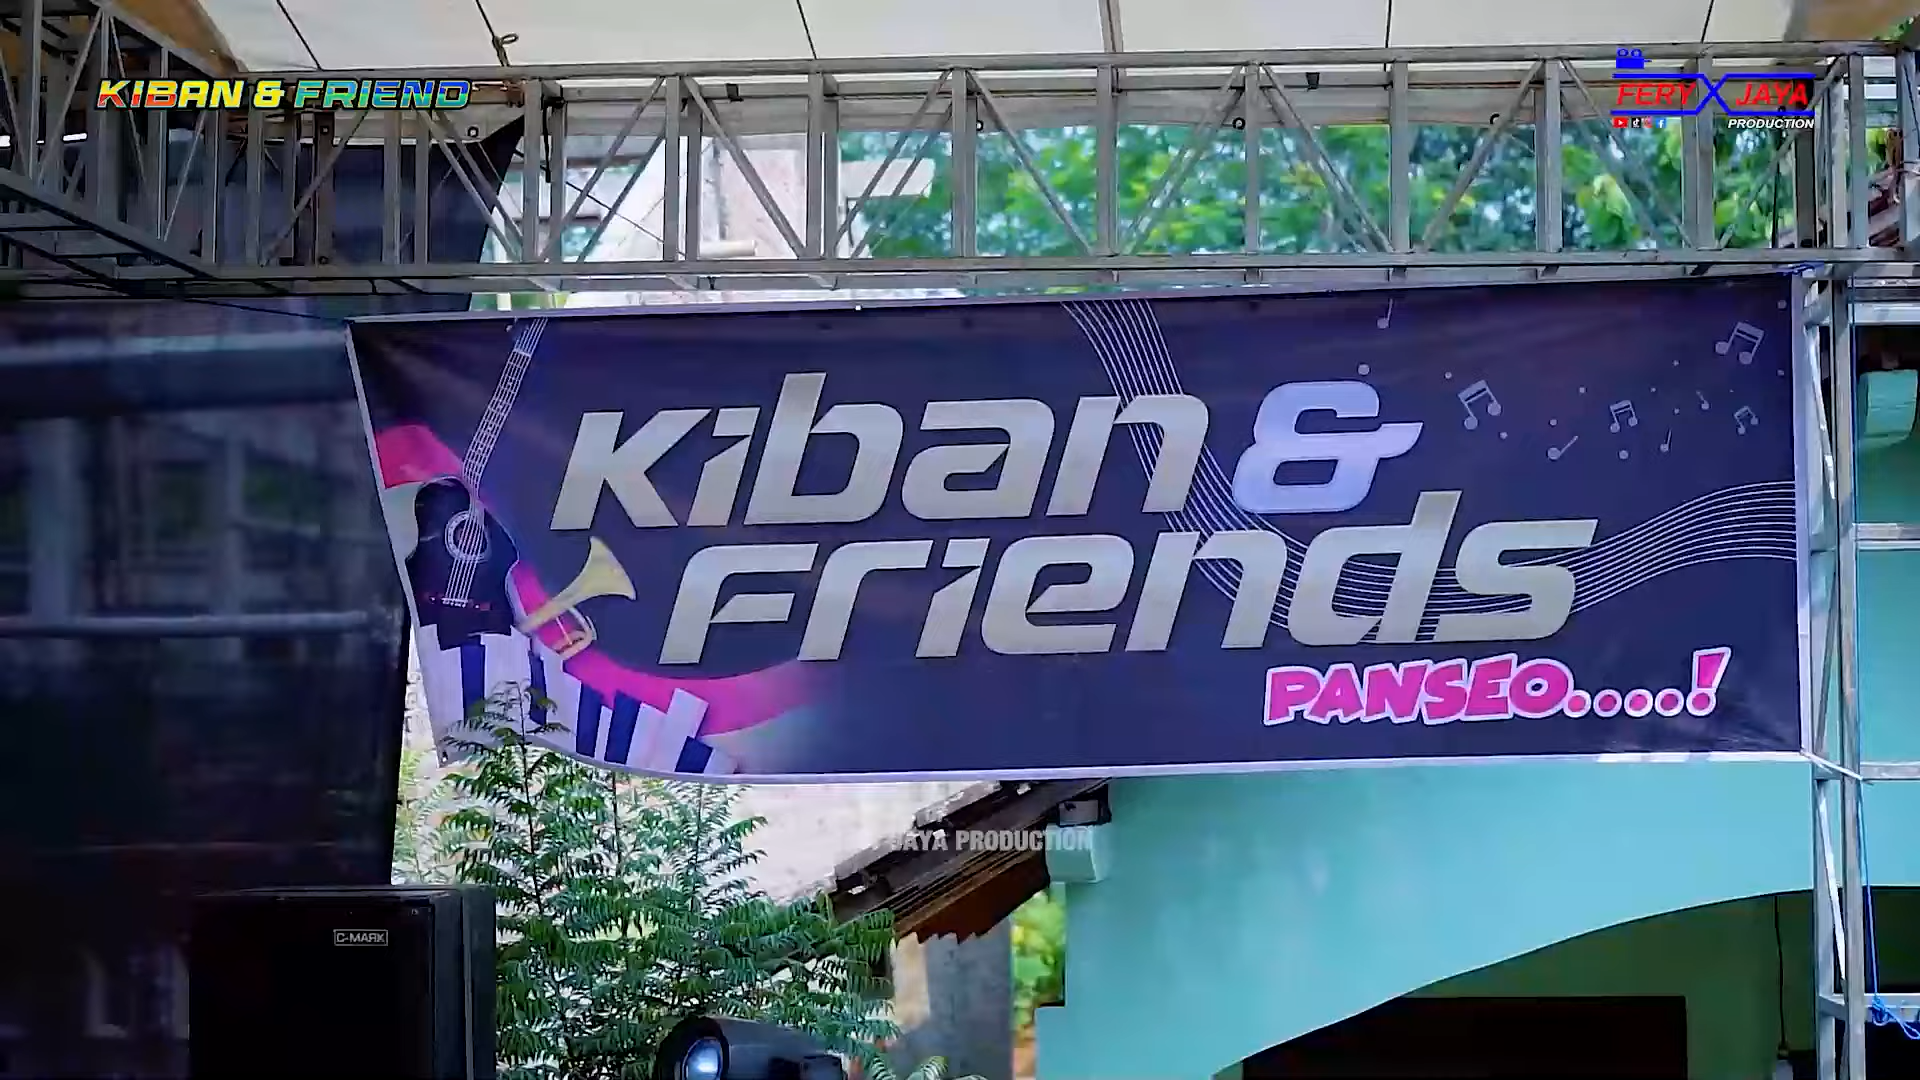 KIBAN & FRIEND
FERY X JAYA
PRODUCTION
Kiban &
Friends
PANSEO.....!
JAYA PRODUCTION
C-MARK